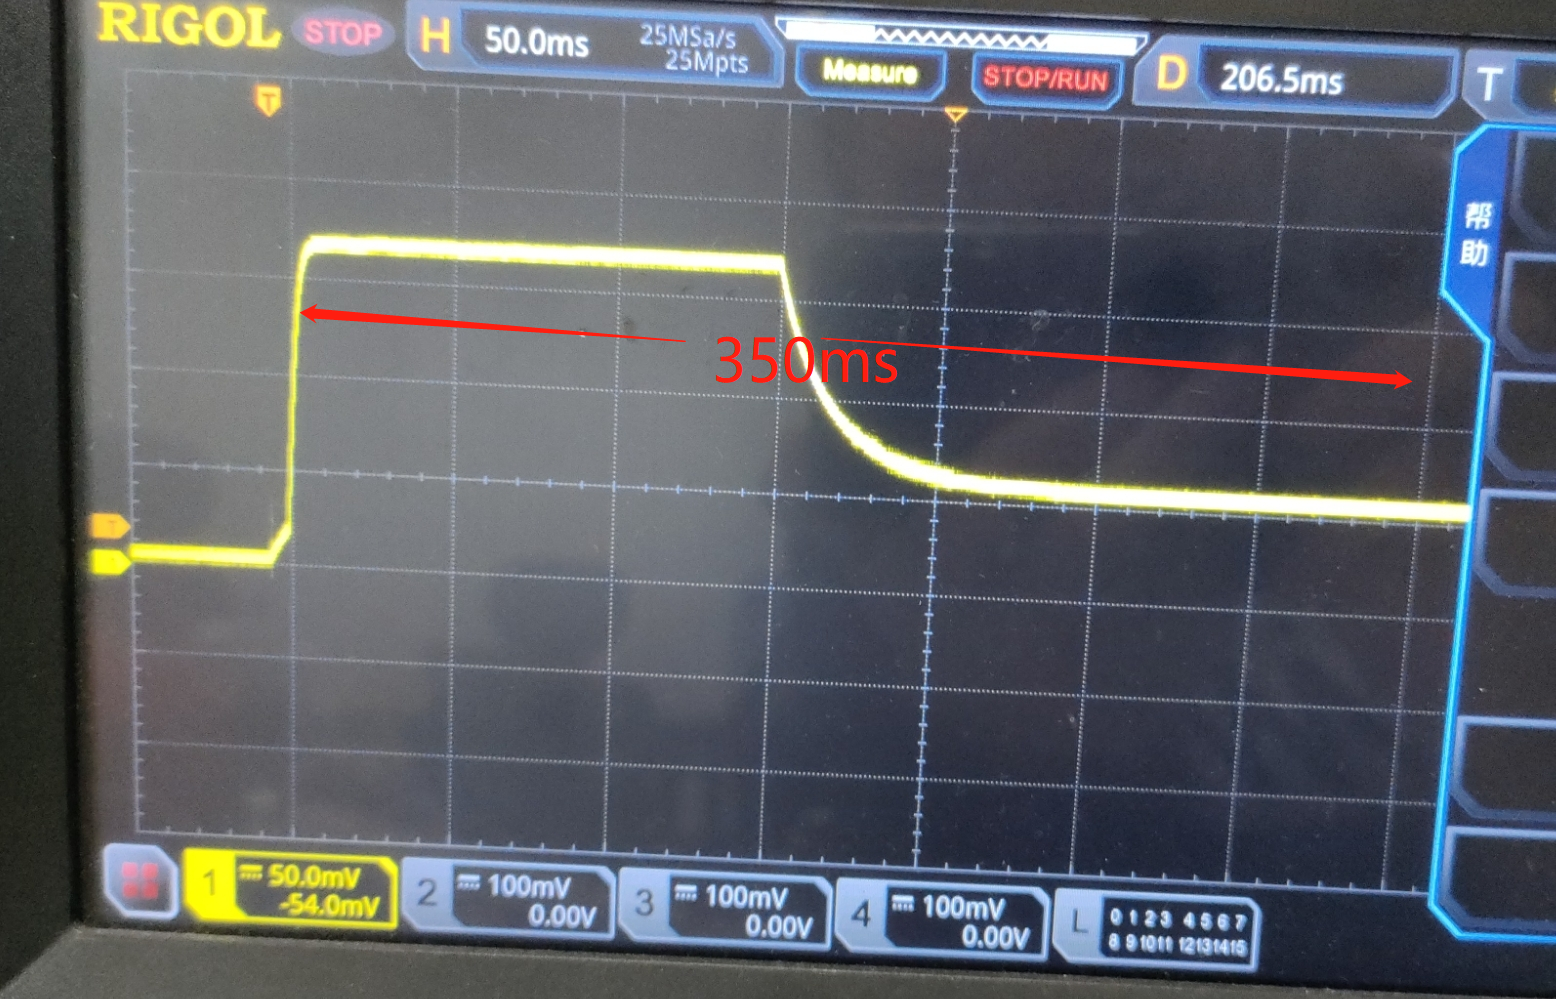 RIGOL STOP H 50.0ms 25MSa/s
25Mpts
Measure STOP/RUN D 206.5ms T
T
帮
助
350ms
T
1 50.0mV
-54.0mV
2 100mV
0.00V
3 100mV
0.00V
4 100mV
0.00V
L 0 1 2 3 4 5 6 7
8 9 10 11 12 13 14 15